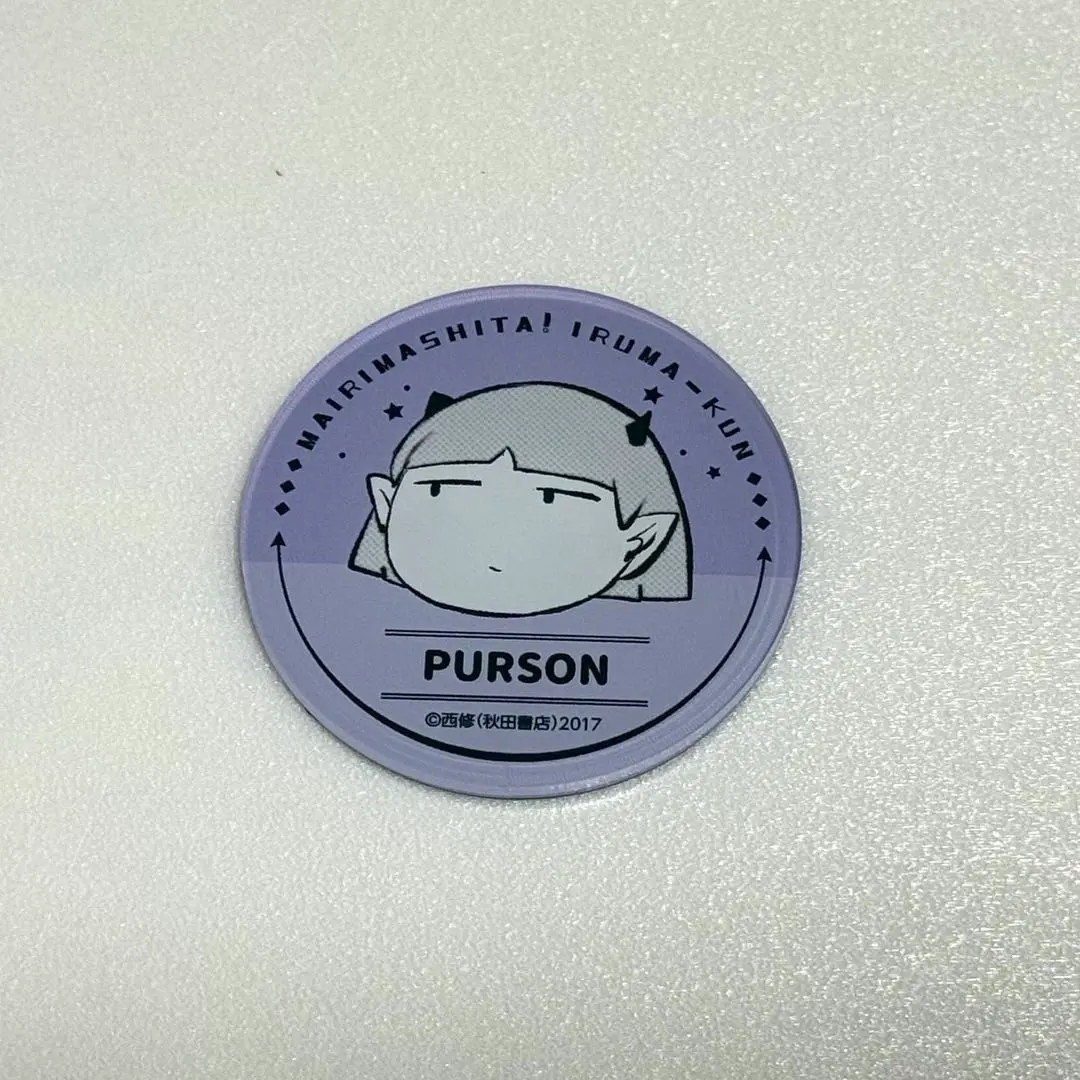 MAIRIMASHITA! IRUMA-KUN
PURSON
©西修(秋田書店)2017